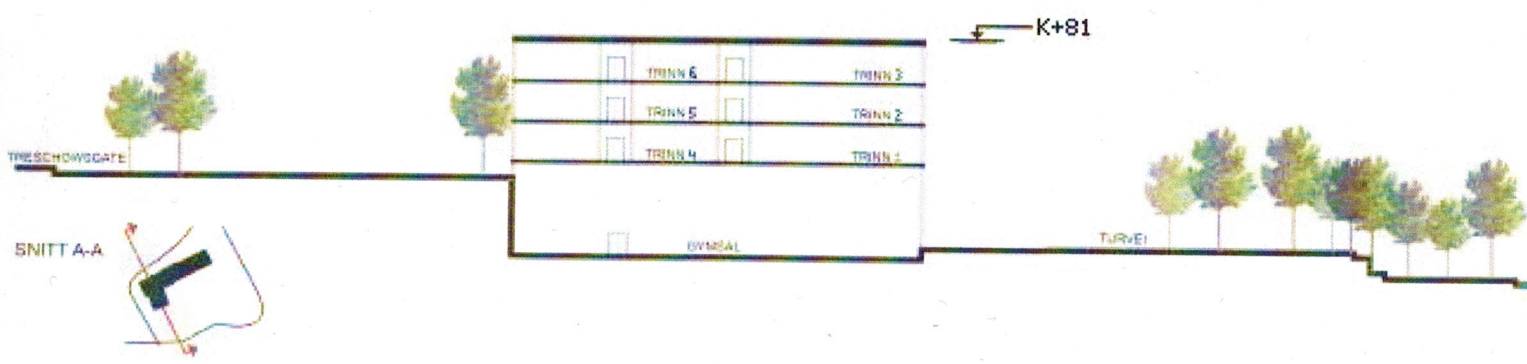 K+81
TRINN 6 TRINN 3
TRINN 5 TRINN 2
TRINN 4 TRINN 1
TRESCHOWSGATE
GYMSAL
TURVEI
SNITT A-A